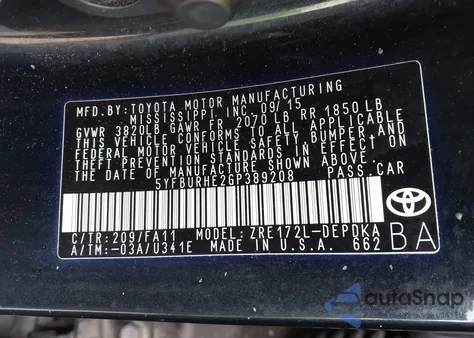 MFD.BY:TOYOTA MOTOR MANUFACTURING
MISSISSIPPI, INC. 09/15
GVWR 3820LB GAWR FR 2070 LB RR 1850 LB
THIS VEHICLE CONFORMS TO ALL APPLICABLE
FEDERAL MOTOR VEHICLE SAFETY, BUMPER, AND
THEFT PREVENTION STANDARDS IN EFFECT ON
THE DATE OF MANUFACTURE SHOWN ABOVE.
5YFBURHE2GP389208 PASS.CAR
C/TR:209/FA11 MODEL:ZRE172L-DEPDKA
A/TM:-03A/U341E MADE IN U.S.A. 662
BA
TOYOTA
autoSnap